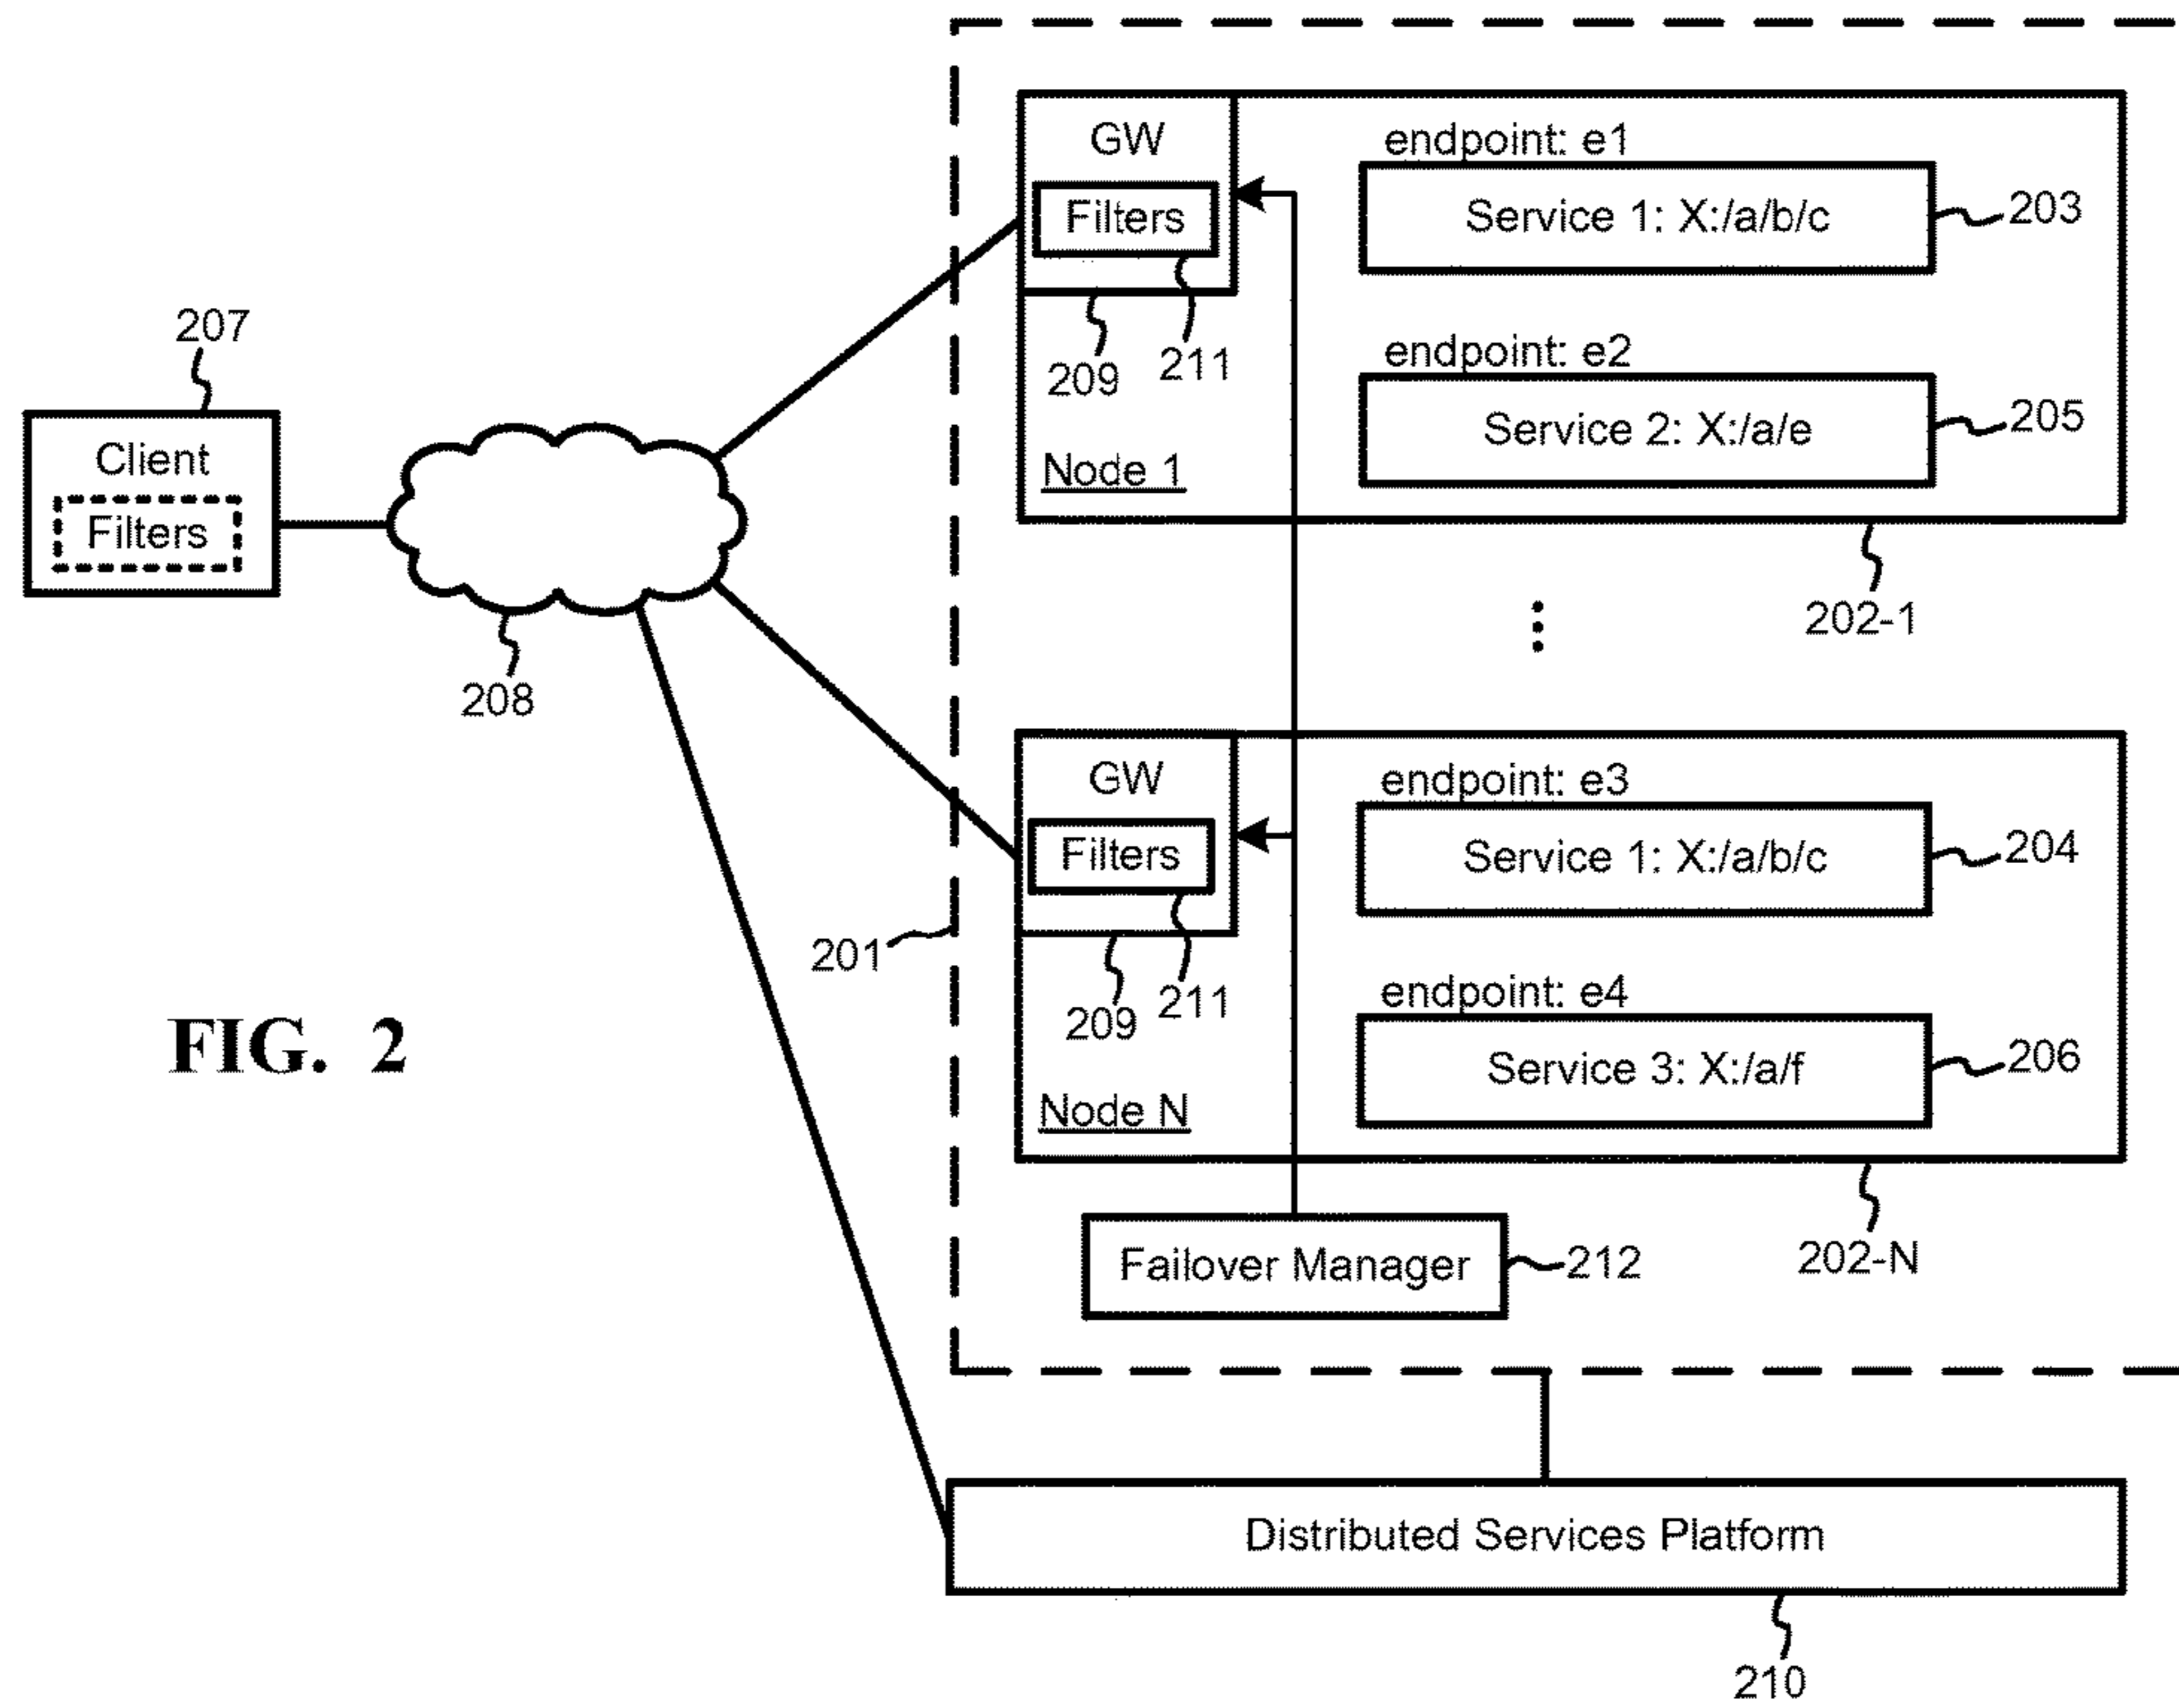 GW
Filters
209
211
Node 1
endpoint: e1
Service 1: X:/a/b/c
203
endpoint: e2
Service 2: X:/a/e
205
202-1
207
Client
Filters
208
GW
Filters
201
209
211
Node N
endpoint: e3
Service 1: X:/a/b/c
204
endpoint: e4
Service 3: X:/a/f
206
202-N
FIG. 2
Failover Manager
212
Distributed Services Platform
210